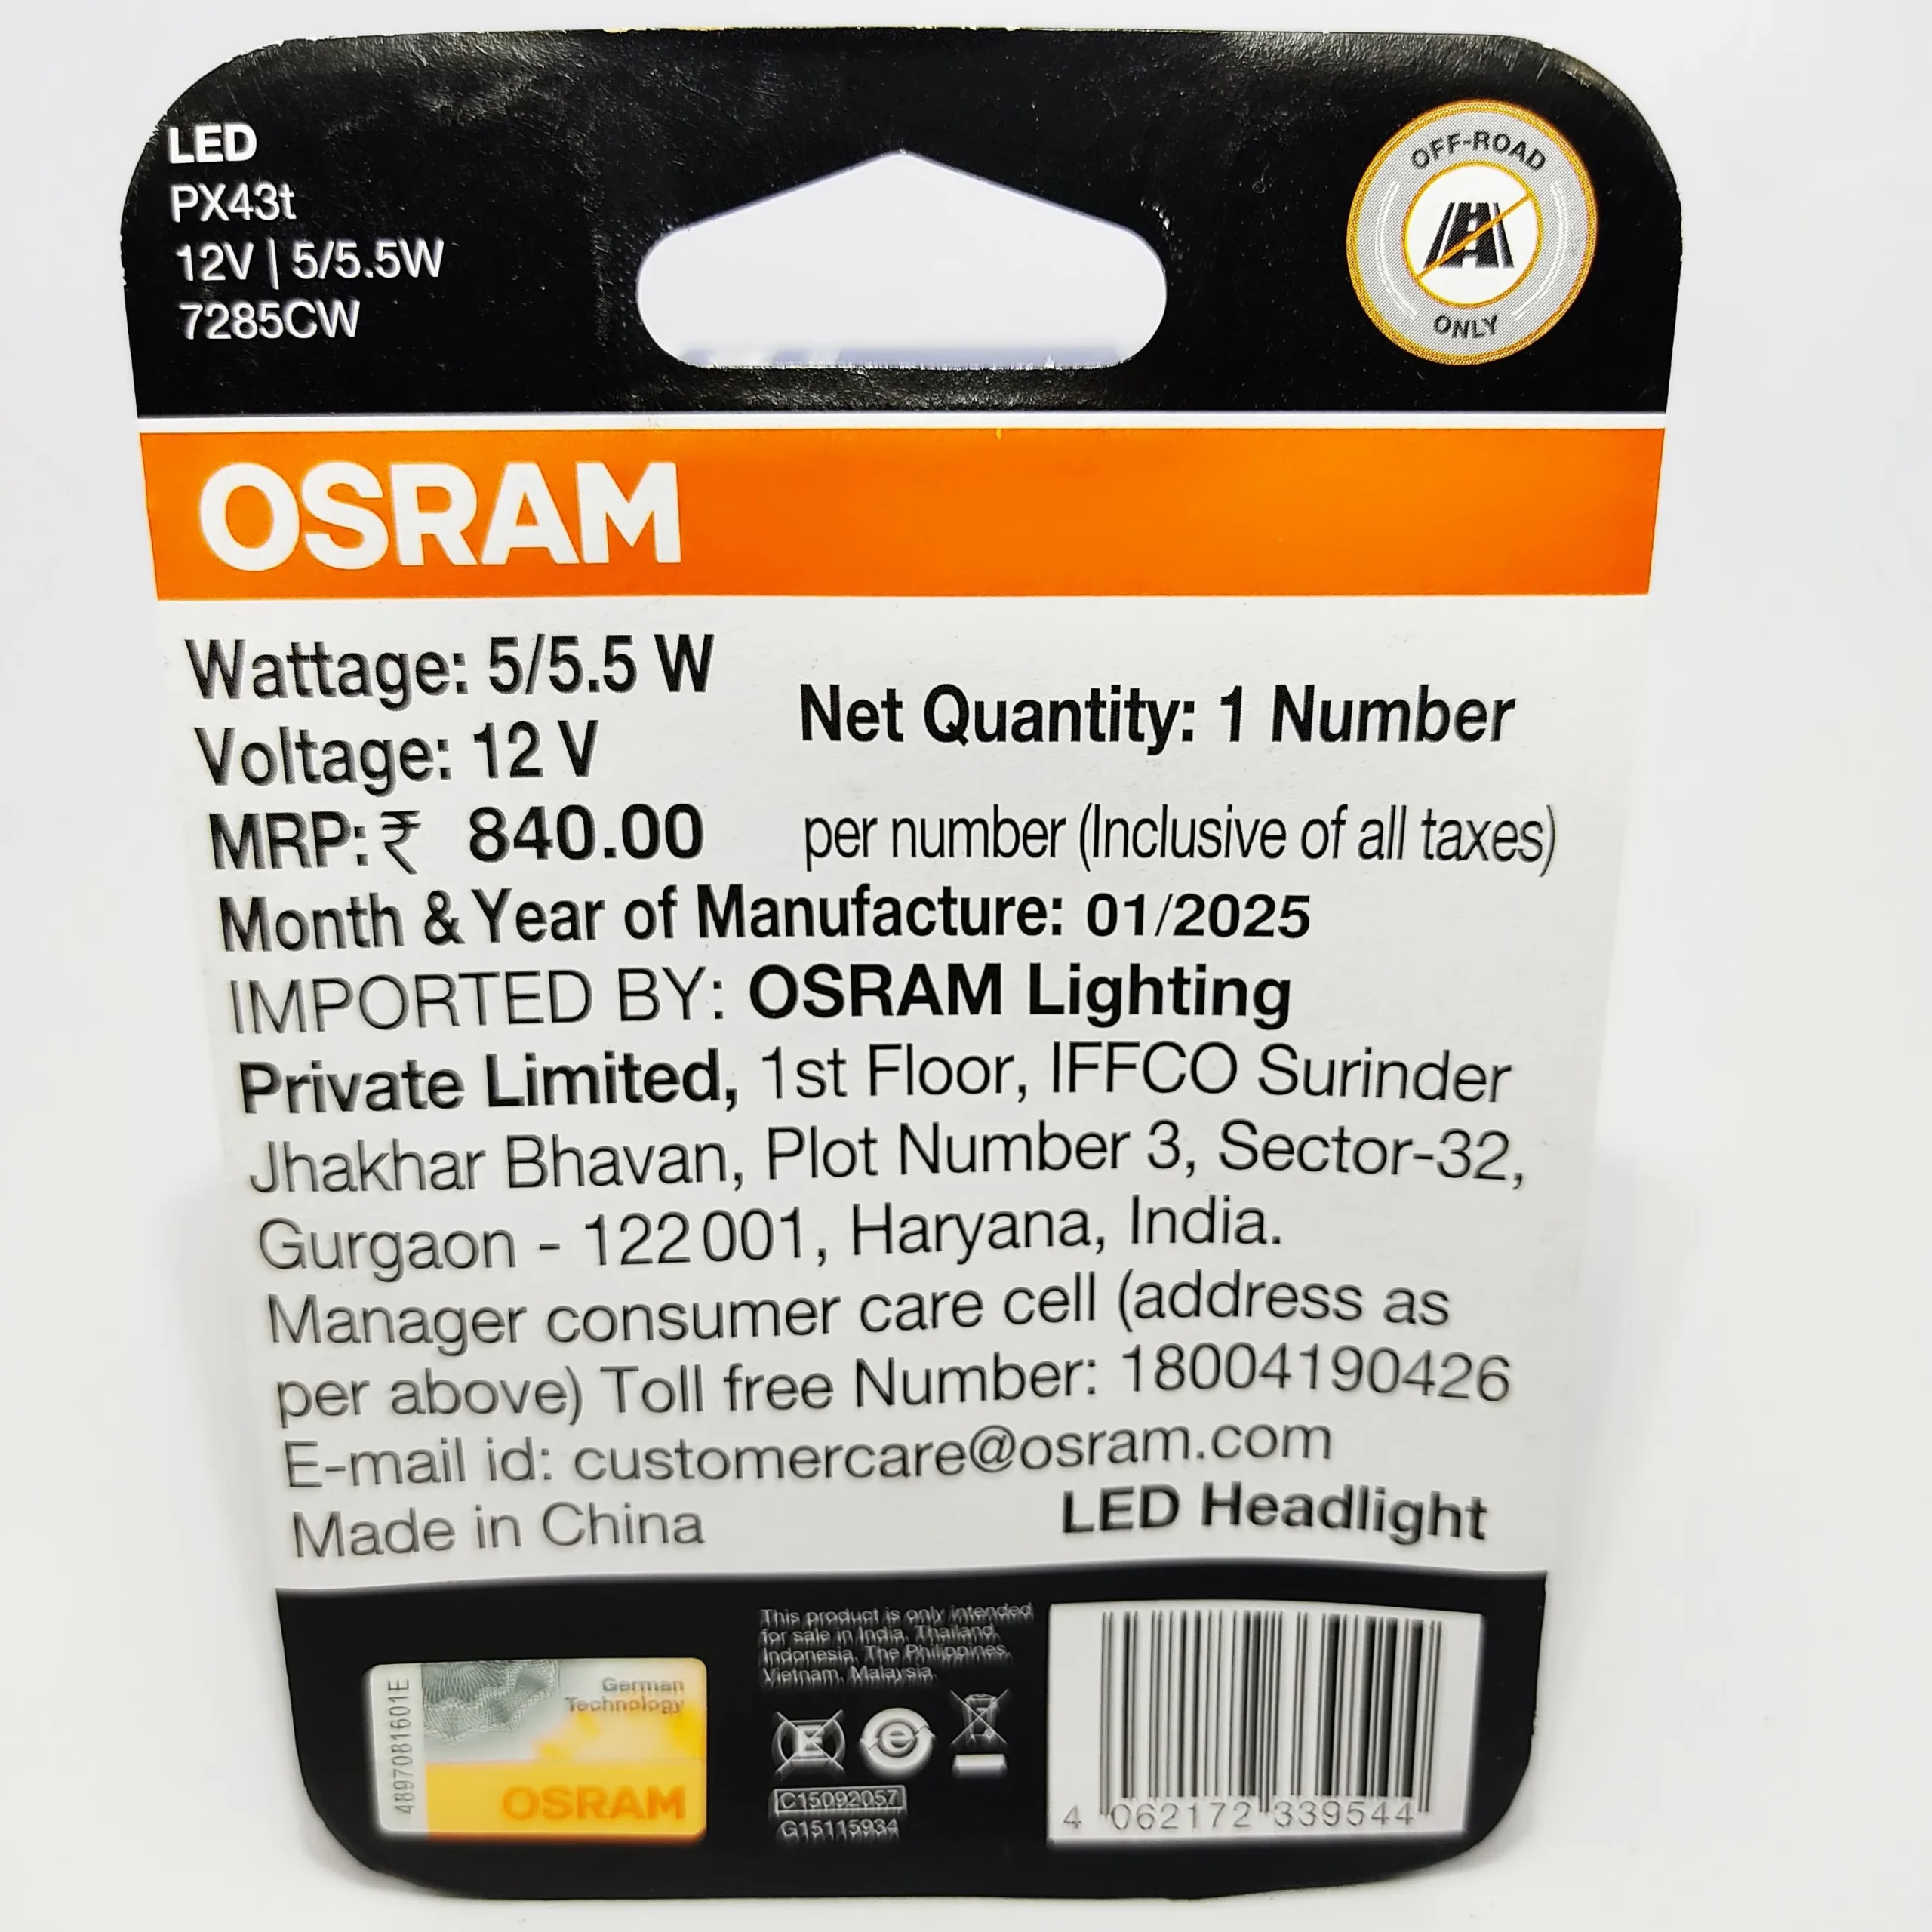 LED
PX43t
12V | 5/5.5W
7285CW
OFF-ROAD
ONLY
OSRAM
Wattage: 5/5.5 W
Voltage: 12 V
Net Quantity: 1 Number
MRP: ₹ 840.00 per number (Inclusive of all taxes)
Month & Year of Manufacture: 01/2025
IMPORTED BY: OSRAM Lighting
Private Limited, 1st Floor, IFFCO Surinder
Jhakhar Bhavan, Plot Number 3, Sector-32,
Gurgaon - 122 001, Haryana, India.
Manager consumer care cell (address as
per above) Toll free Number: 18004190426
E-mail id: customercare@osram.com
Made in China
LED Headlight
This product is only intended
for sale in India, Thailand,
Indonesia, The Philippines,
Vietnam, Malaysia.
4897081601E
German
Technology
OSRAM
E
e
C15092057
G15115934
4 062172 339544